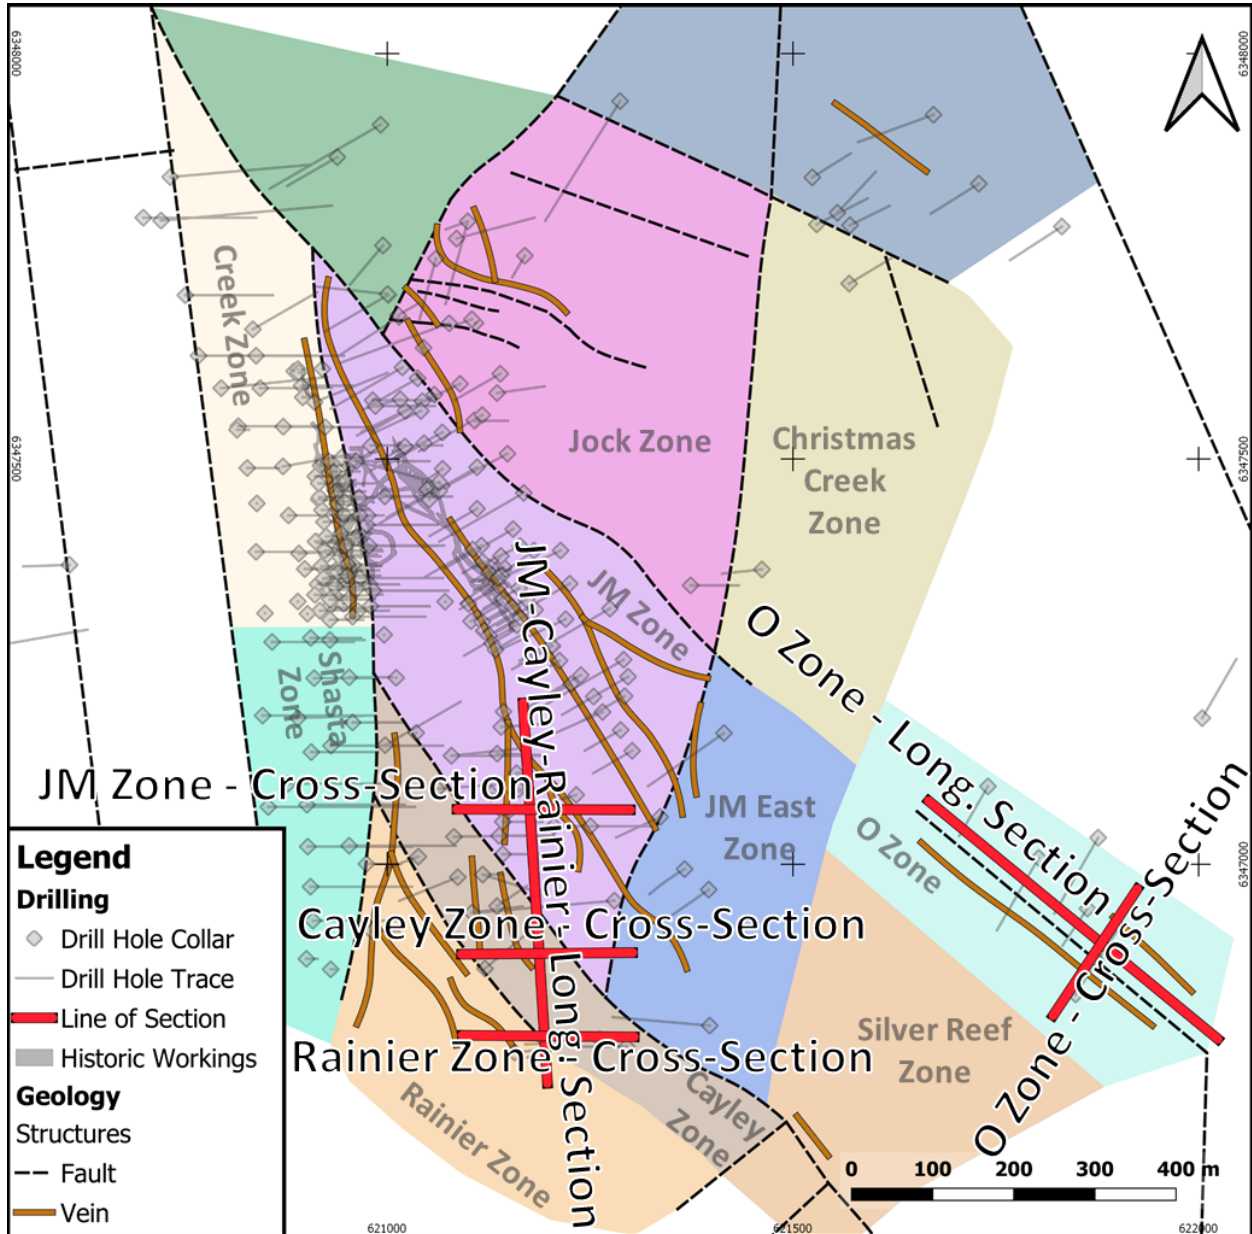 6348000
6348000
Creek Zone
Jock Zone
Christmas
Creek
Zone
6347500
6347500
JM Zone
Shasta
Zone
JM-Cayley-Rainier - Long. Section
O Zone - Long. Section
JM Zone - Cross-Section
JM East
Zone
O Zone
O Zone - Cross-Section
6347000
Cayley Zone - Cross-Section
Silver Reef
Zone
Rainier Zone - Cross-Section
Rainier Zone
Cayley
Zone
Legend
Drilling
Drill Hole Collar
Drill Hole Trace
Line of Section
Historic Workings
Geology
Structures
Fault
Vein
0 100 200 300 400 m
621000
621500
622000